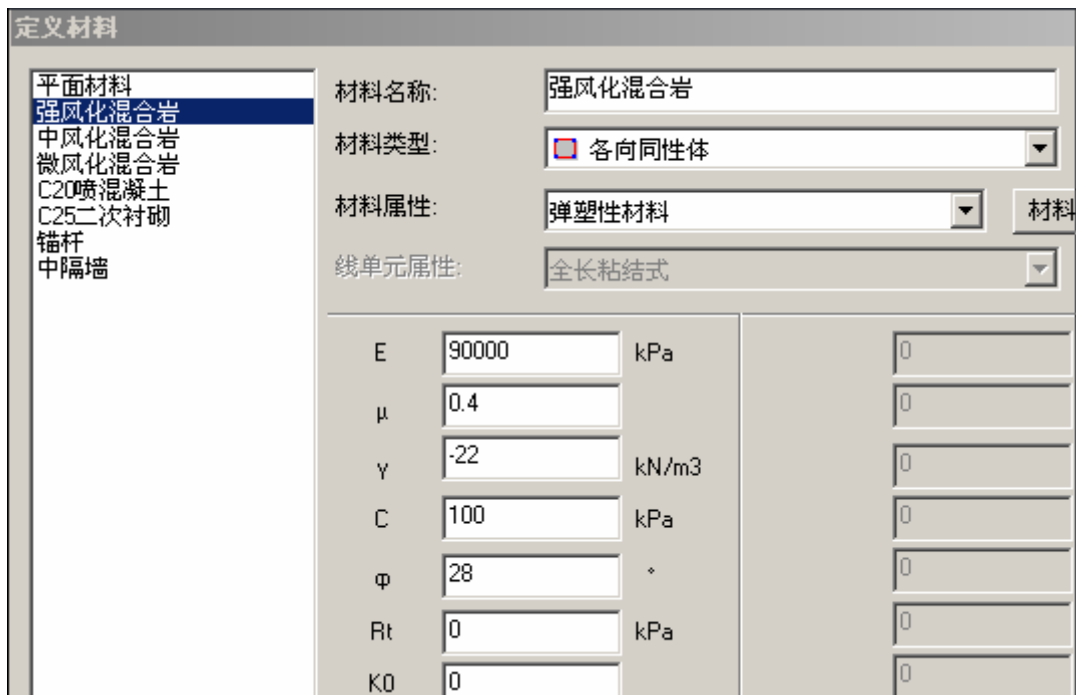 定义材料
平面材料
强风化混合岩
中风化混合岩
微风化混合岩
C20喷混凝土
C25二次衬砌
锚杆
中隔墙
材料名称: 强风化混合岩
材料类型: 各向同性体
材料属性: 弹塑性材料 材料
线单元属性: 全长粘结式
E 90000 kPa 0
μ 0.4 0
γ -22 kN/m3 0
C 100 kPa 0
φ 28 ° 0
Rt 0 kPa 0
K0 0 0